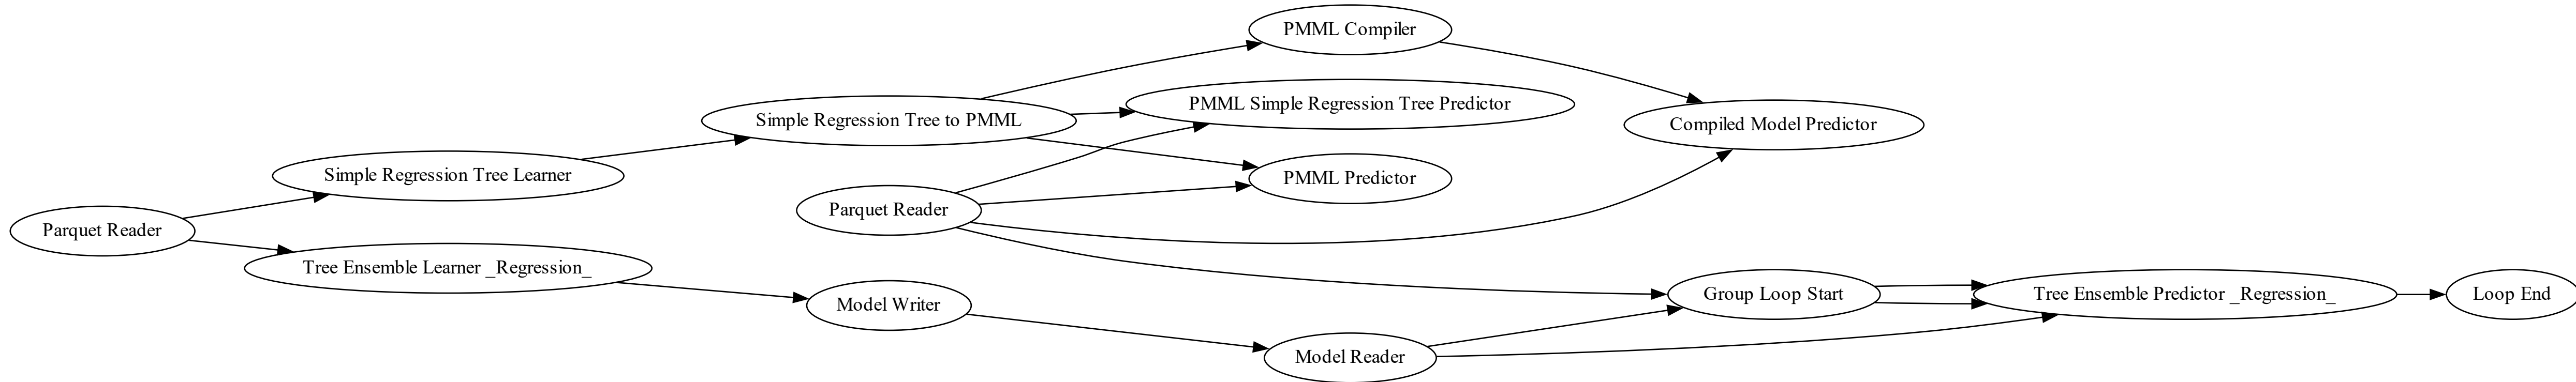 PMML Compiler
PMML Simple Regression Tree Predictor
Simple Regression Tree to PMML
Compiled Model Predictor
Simple Regression Tree Learner
PMML Predictor
Parquet Reader
Parquet Reader
Tree Ensemble Learner _Regression_
Group Loop Start
Tree Ensemble Predictor _Regression_
Loop End
Model Writer
Model Reader